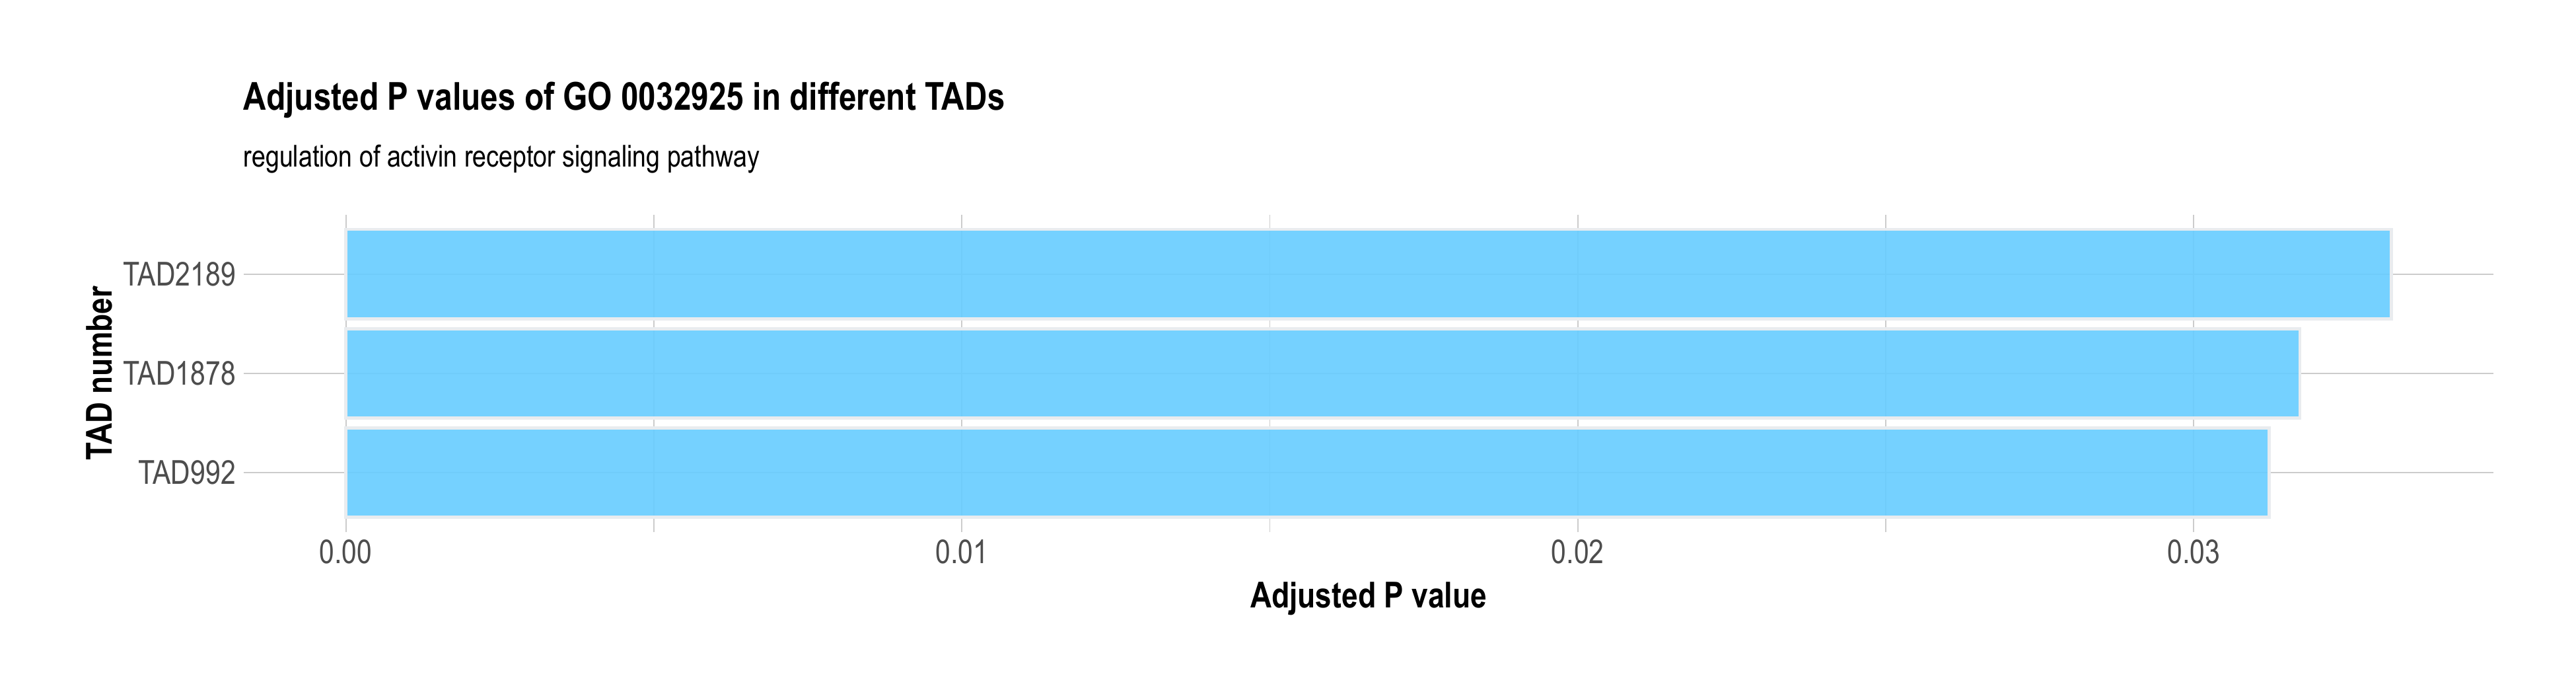 Adjusted P values of GO 0032925 in different TADs
regulation of activin receptor signaling pathway
TAD number
TAD2189
TAD1878
TAD992
0.00 0.01 0.02 0.03
Adjusted P value